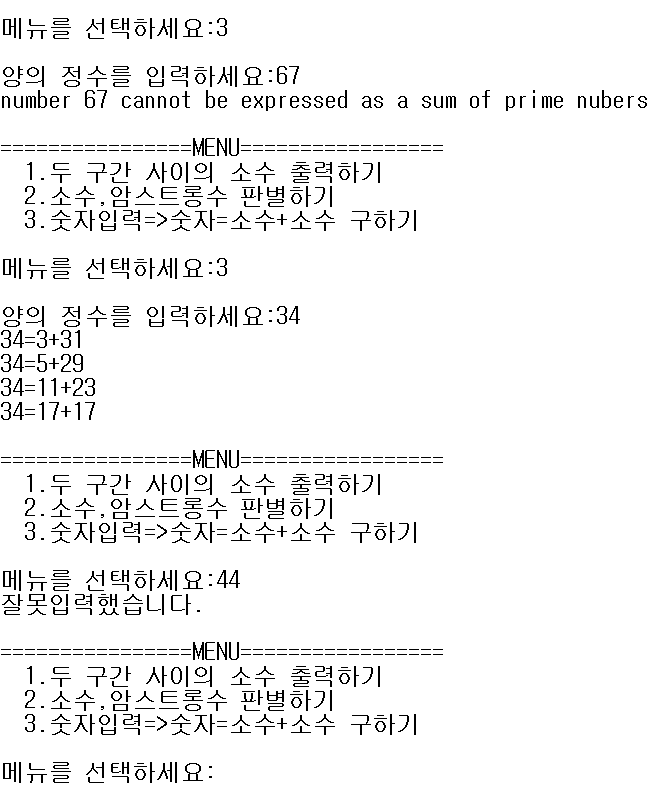 메뉴를 선택하세요:3
양의 정수를 입력하세요:67
number 67 cannot be expressed as a sum of prime nubers
================MENU=================
1.두 구간 사이의 소수 출력하기
2.소수,암스트롱수 판별하기
3.숫자입력=>숫자=소수+소수 구하기
메뉴를 선택하세요:3
양의 정수를 입력하세요:34
34=3+31
34=5+29
34=11+23
34=17+17
================MENU=================
1.두 구간 사이의 소수 출력하기
2.소수,암스트롱수 판별하기
3.숫자입력=>숫자=소수+소수 구하기
메뉴를 선택하세요:44
잘못입력했습니다.
================MENU=================
1.두 구간 사이의 소수 출력하기
2.소수,암스트롱수 판별하기
3.숫자입력=>숫자=소수+소수 구하기
메뉴를 선택하세요: